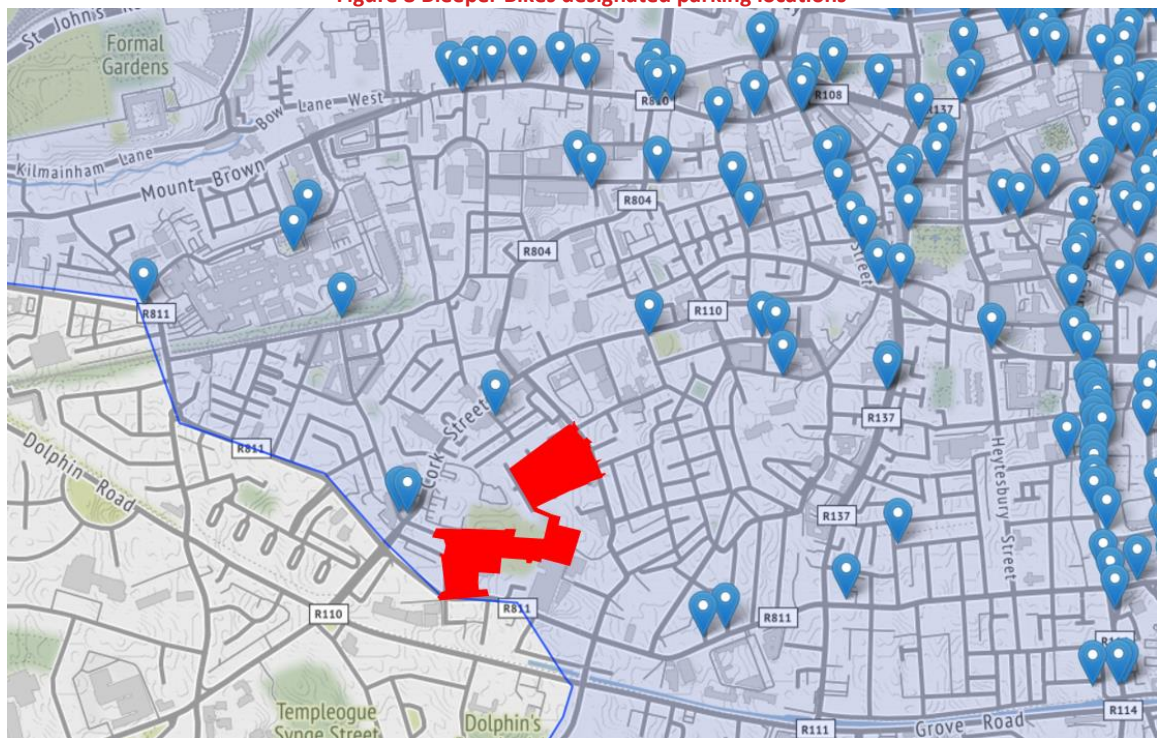 Figure Bleeper Bikes designated parking locations
St John's
Formal
Gardens
Bow Lane West
Kilmainham Lane
Mount Brown
R810
R108
R137
R804
R804
Street
R811
R110
R811
Cork Street
R137
Dolphin Road
Heytesbury Street
R137
R110
R811
R811
Templeogue
Synge Street
Dolphin's
R111
Grove Road
R114